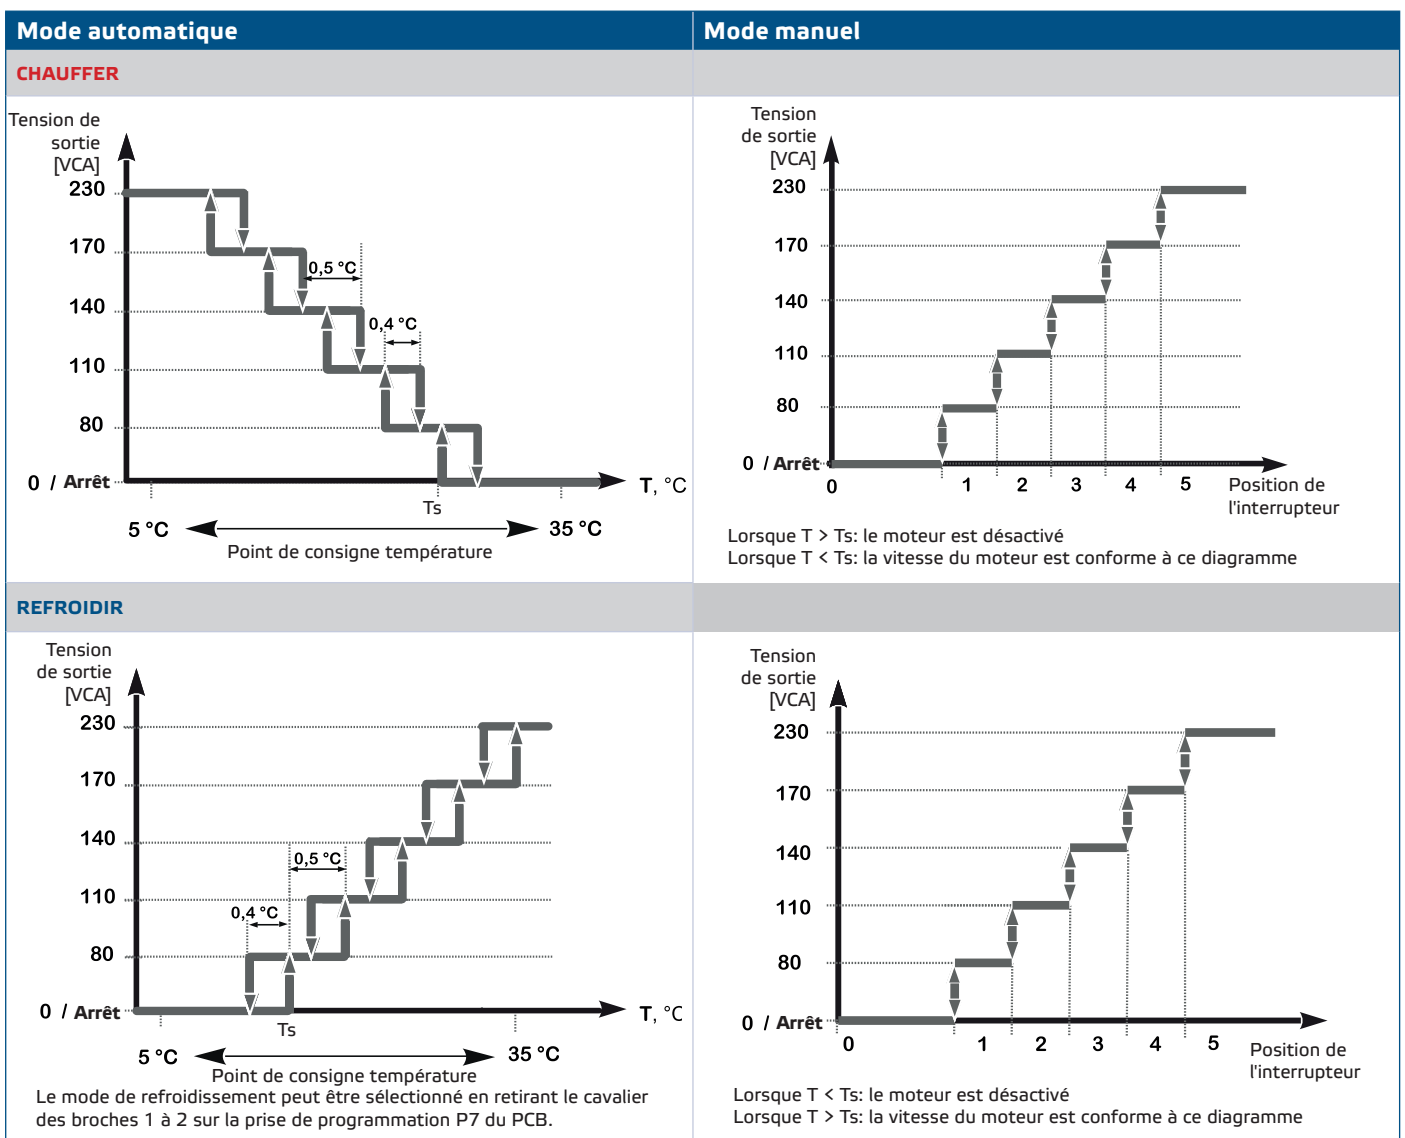 Mode automatique
Mode manuel
CHAUFFER
Tension de
sortie
[VCA]
230
170
140
110
80
0 / Arrêt
0,5 °C
0,4 °C
Ts
T, °C
5 °C
35 °C
Point de consigne température
Tension
de sortie
[VCA]
230
170
140
110
80
0 / Arrêt
0
1
2
3
4
5
Position de
l'interrupteur
Lorsque T > Ts: le moteur est désactivé
Lorsque T < Ts: la vitesse du moteur est conforme à ce diagramme
REFROIDIR
Tension
de sortie
[VCA]
230
170
140
110
80
0 / Arrêt
0,5 °C
0,4 °C
Ts
T, °C
5 °C
35 °C
Point de consigne température
Le mode de refroidissement peut être sélectionné en retirant le cavalier
des broches 1 à 2 sur la prise de programmation P7 du PCB.
Tension
de sortie
[VCA]
230
170
140
110
80
0 / Arrêt
0
1
2
3
4
5
Position de
l'interrupteur
Lorsque T < Ts: le moteur est désactivé
Lorsque T > Ts: la vitesse du moteur est conforme à ce diagramme